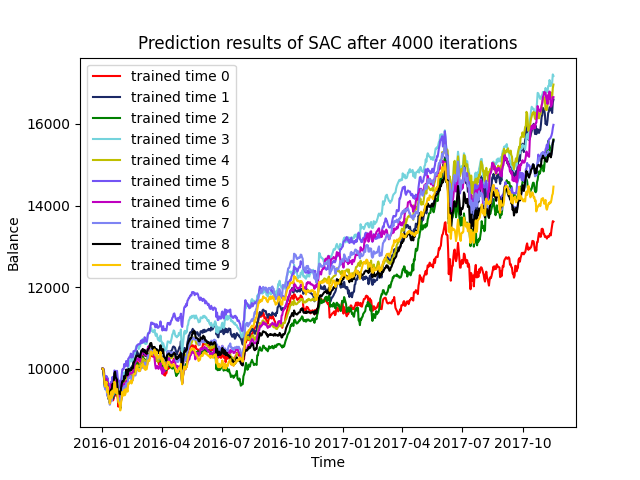 Prediction results of SAC after 4000 iterations
trained time 0
trained time 1
trained time 2
trained time 3
trained time 4
trained time 5
trained time 6
trained time 7
trained time 8
trained time 9
Balance
16000
14000
12000
10000
2016-01 2016-04 2016-07 2016-10 2017-01 2017-04 2017-07 2017-10
Time